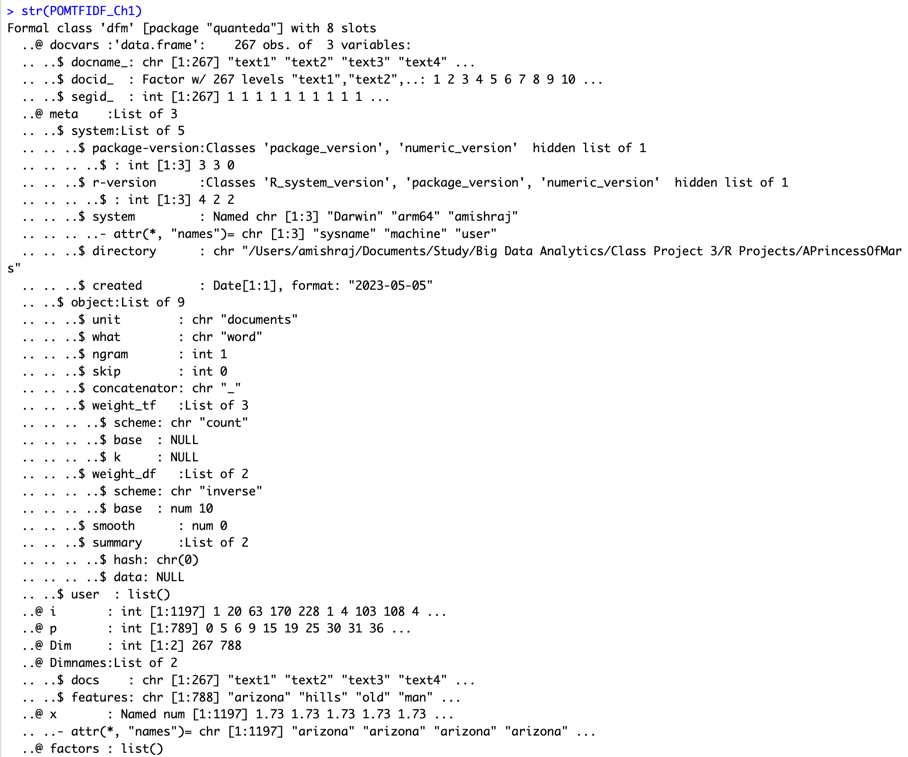 > str(POMTFIDF_Ch1)
Formal class 'dfm' [package "quanteda"] with 8 slots
  ..@ docvars :'data.frame':	267 obs. of  3 variables:
  .. ..$ docname_: chr [1:267] "text1" "text2" "text3" "text4" ...
  .. ..$ docid_  : Factor w/ 267 levels "text1","text2",..: 1 2 3 4 5 6 7 8 9 10 ...
  .. ..$ segid_  : int [1:267] 1 1 1 1 1 1 1 1 1 1 ...
  ..@ meta    :List of 3
  .. ..$ system:List of 5
  .. .. ..$ package-version:Classes 'package_version', 'numeric_version'  hidden list of 1
  .. .. .. ..$ : int [1:3] 3 3 0
  .. .. ..$ r-version      :Classes 'R_system_version', 'package_version', 'numeric_version'  hidden list of 1
  .. .. .. ..$ : int [1:3] 4 2 2
  .. .. ..$ system         : Named chr [1:3] "Darwin" "arm64" "amishraj"
  .. .. .. ..- attr(*, "names")= chr [1:3] "sysname" "machine" "user"
  .. .. ..$ directory      : chr "/Users/amishraj/Documents/Study/Big Data Analytics/Class Project 3/R Projects/APrincessOfMar
s"
  .. .. ..$ created        : Date[1:1], format: "2023-05-05"
  .. ..$ object:List of 9
  .. .. ..$ unit        : chr "documents"
  .. .. ..$ what        : chr "word"
  .. .. ..$ ngram       : int 1
  .. .. ..$ skip        : int 0
  .. .. ..$ concatenator: chr "_"
  .. .. ..$ weight_tf   :List of 3
  .. .. .. ..$ scheme: chr "count"
  .. .. .. ..$ base  : NULL
  .. .. .. ..$ k     : NULL
  .. .. ..$ weight_df   :List of 2
  .. .. .. ..$ scheme: chr "inverse"
  .. .. .. ..$ base  : num 10
  .. .. ..$ smooth      : num 0
  .. .. ..$ summary     :List of 2
  .. .. .. ..$ hash: chr(0)
  .. .. .. ..$ data: NULL
  .. ..$ user  : list()
  ..@ i       : int [1:1197] 1 20 63 170 228 1 4 103 108 4 ...
  ..@ p       : int [1:789] 0 5 6 9 15 19 25 30 31 36 ...
  ..@ Dim     : int [1:2] 267 788
  ..@ Dimnames:List of 2
  .. ..$ docs    : chr [1:267] "text1" "text2" "text3" "text4" ...
  .. ..$ features: chr [1:788] "arizona" "hills" "old" "man" ...
  ..@ x       : Named num [1:1197] 1.73 1.73 1.73 1.73 1.73 ...
  .. ..- attr(*, "names")= chr [1:1197] "arizona" "arizona" "arizona" "arizona" ...
  ..@ factors : list()